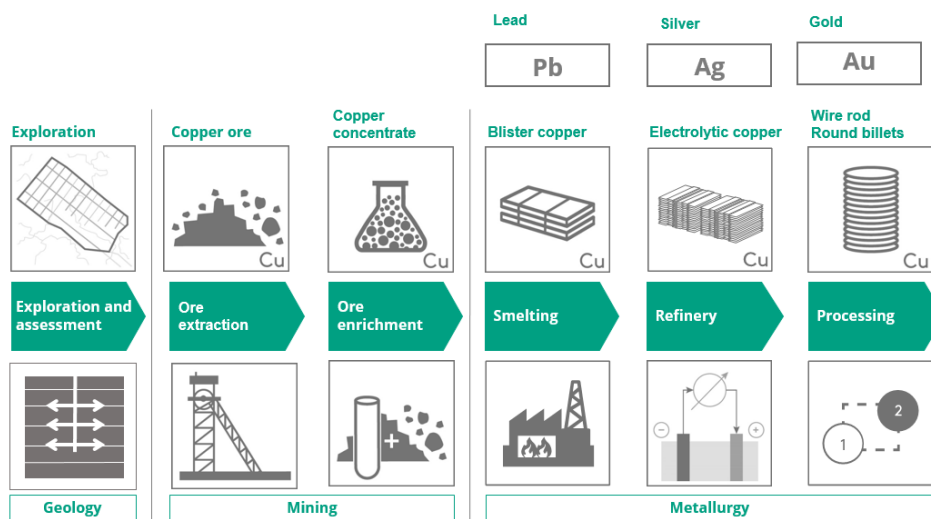 Lead
Silver
Gold
Pb
Ag
Au
Exploration
Copper ore
Copper
concentrate
Blister copper
Electrolytic copper
Wire rod
Round billets
Cu
Cu
Cu
Cu
Cu
Exploration and
assessment
Ore
extraction
Ore
enrichment
Smelting
Refinery
Processing
+
−
+
1
2
Geology
Mining
Metallurgy